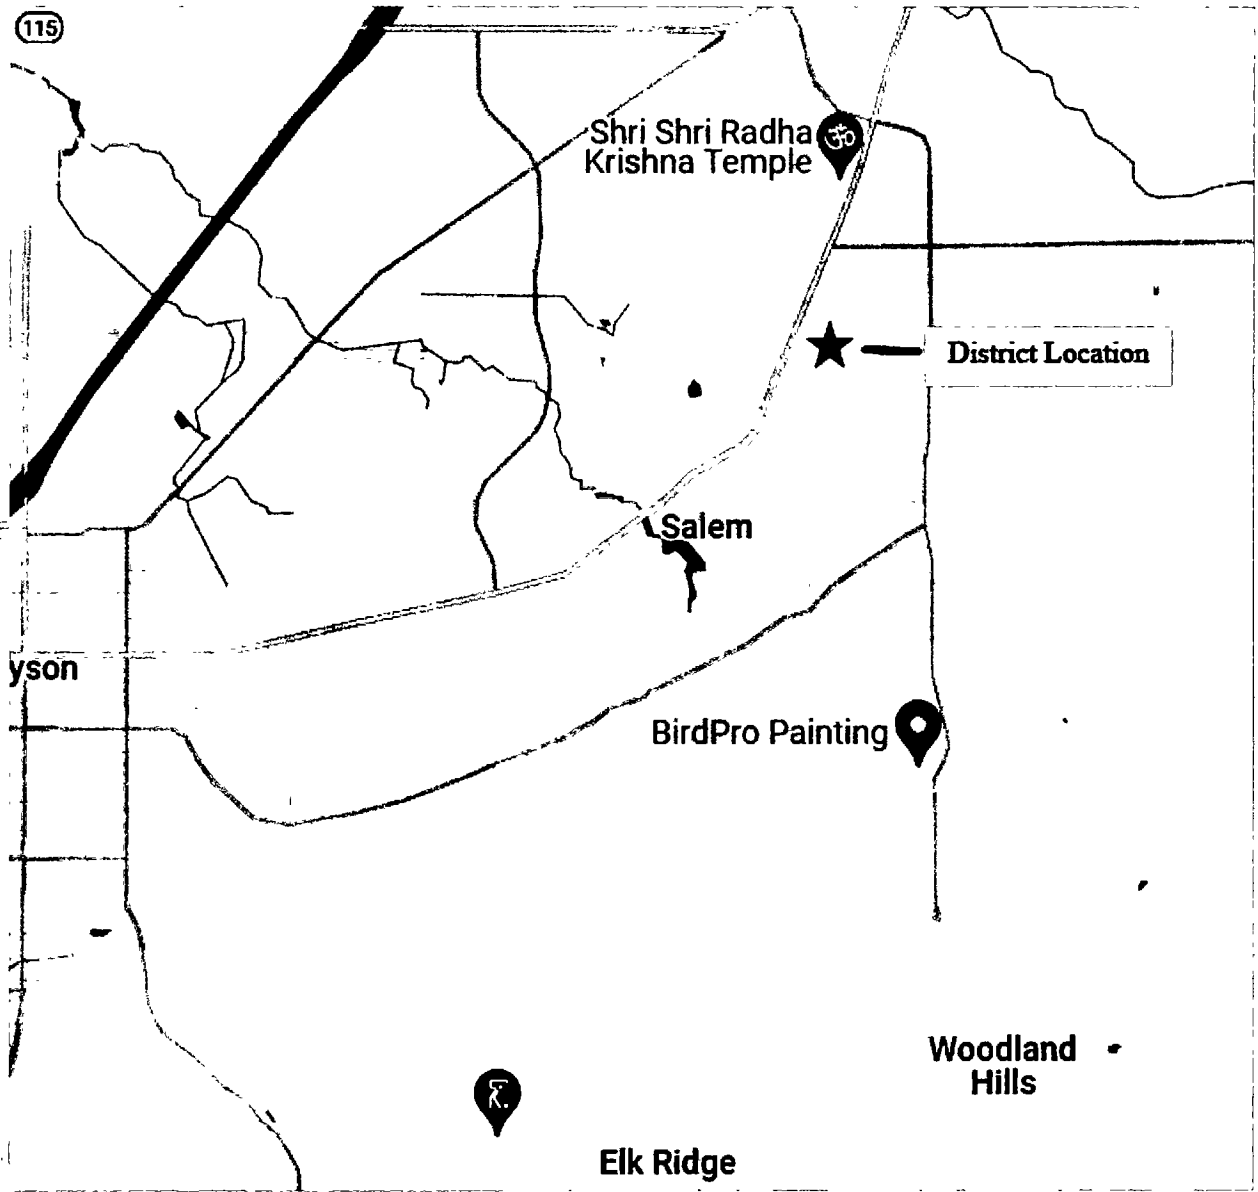 115
Shri Shri Radha
Krishna Temple
ॐ
District Location
Salem
yson
BirdPro Painting
Woodland
Hills
Elk Ridge